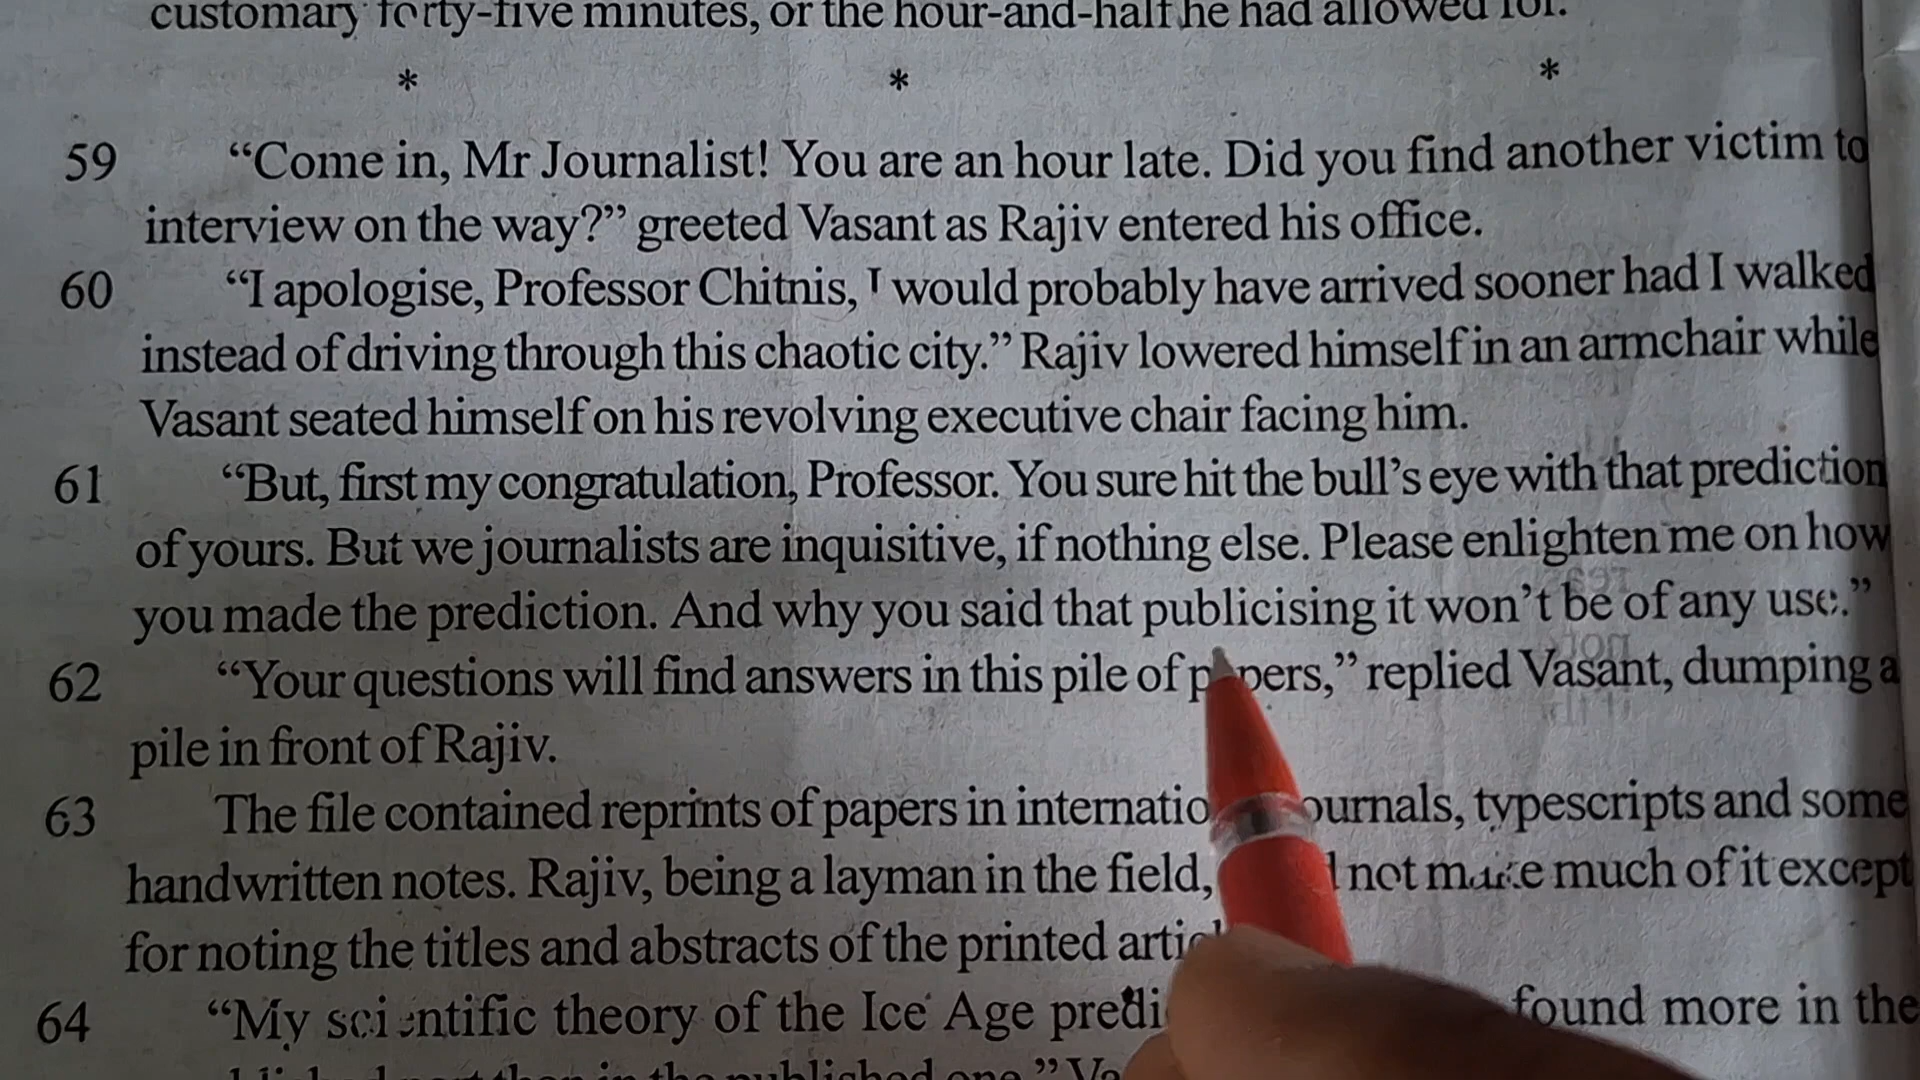 customary forty-five minutes, or the hour-and-half he had allowed for.
* * *
59 “Come in, Mr Journalist! You are an hour late. Did you find another victim to
interview on the way?” greeted Vasant as Rajiv entered his office.
60 “I apologise, Professor Chitnis, I would probably have arrived sooner had I walked
instead of driving through this chaotic city.” Rajiv lowered himself in an armchair while
Vasant seated himself on his revolving executive chair facing him.
61 “But, first my congratulation, Professor. You sure hit the bull’s eye with that prediction
of yours. But we journalists are inquisitive, if nothing else. Please enlighten me on how
you made the prediction. And why you said that publicising it won’t be of any use.”
62 “Your questions will find answers in this pile of papers,” replied Vasant, dumping a
pile in front of Rajiv.
63 The file contained reprints of papers in journals, typescripts and some
handwritten notes. Rajiv, being a layman in the field, not make much of it except
for noting the titles and abstracts of the printed
64 “My scientific theory of the Ice Age found more in the
than in the published one.”